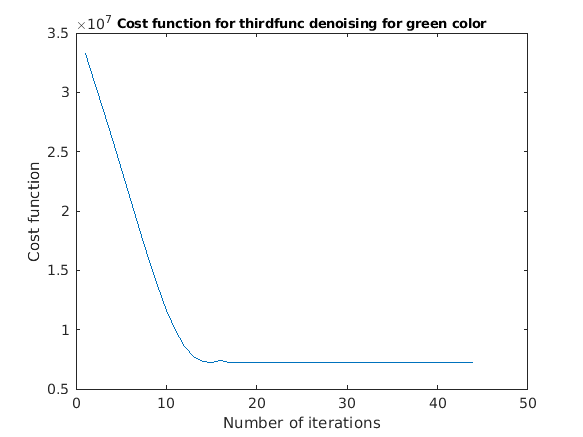 ×10^7 Cost function for thirdfunc denoising for green color
3.5
3
2.5
2
1.5
1
0.5
Cost function
0 10 20 30 40 50
Number of iterations